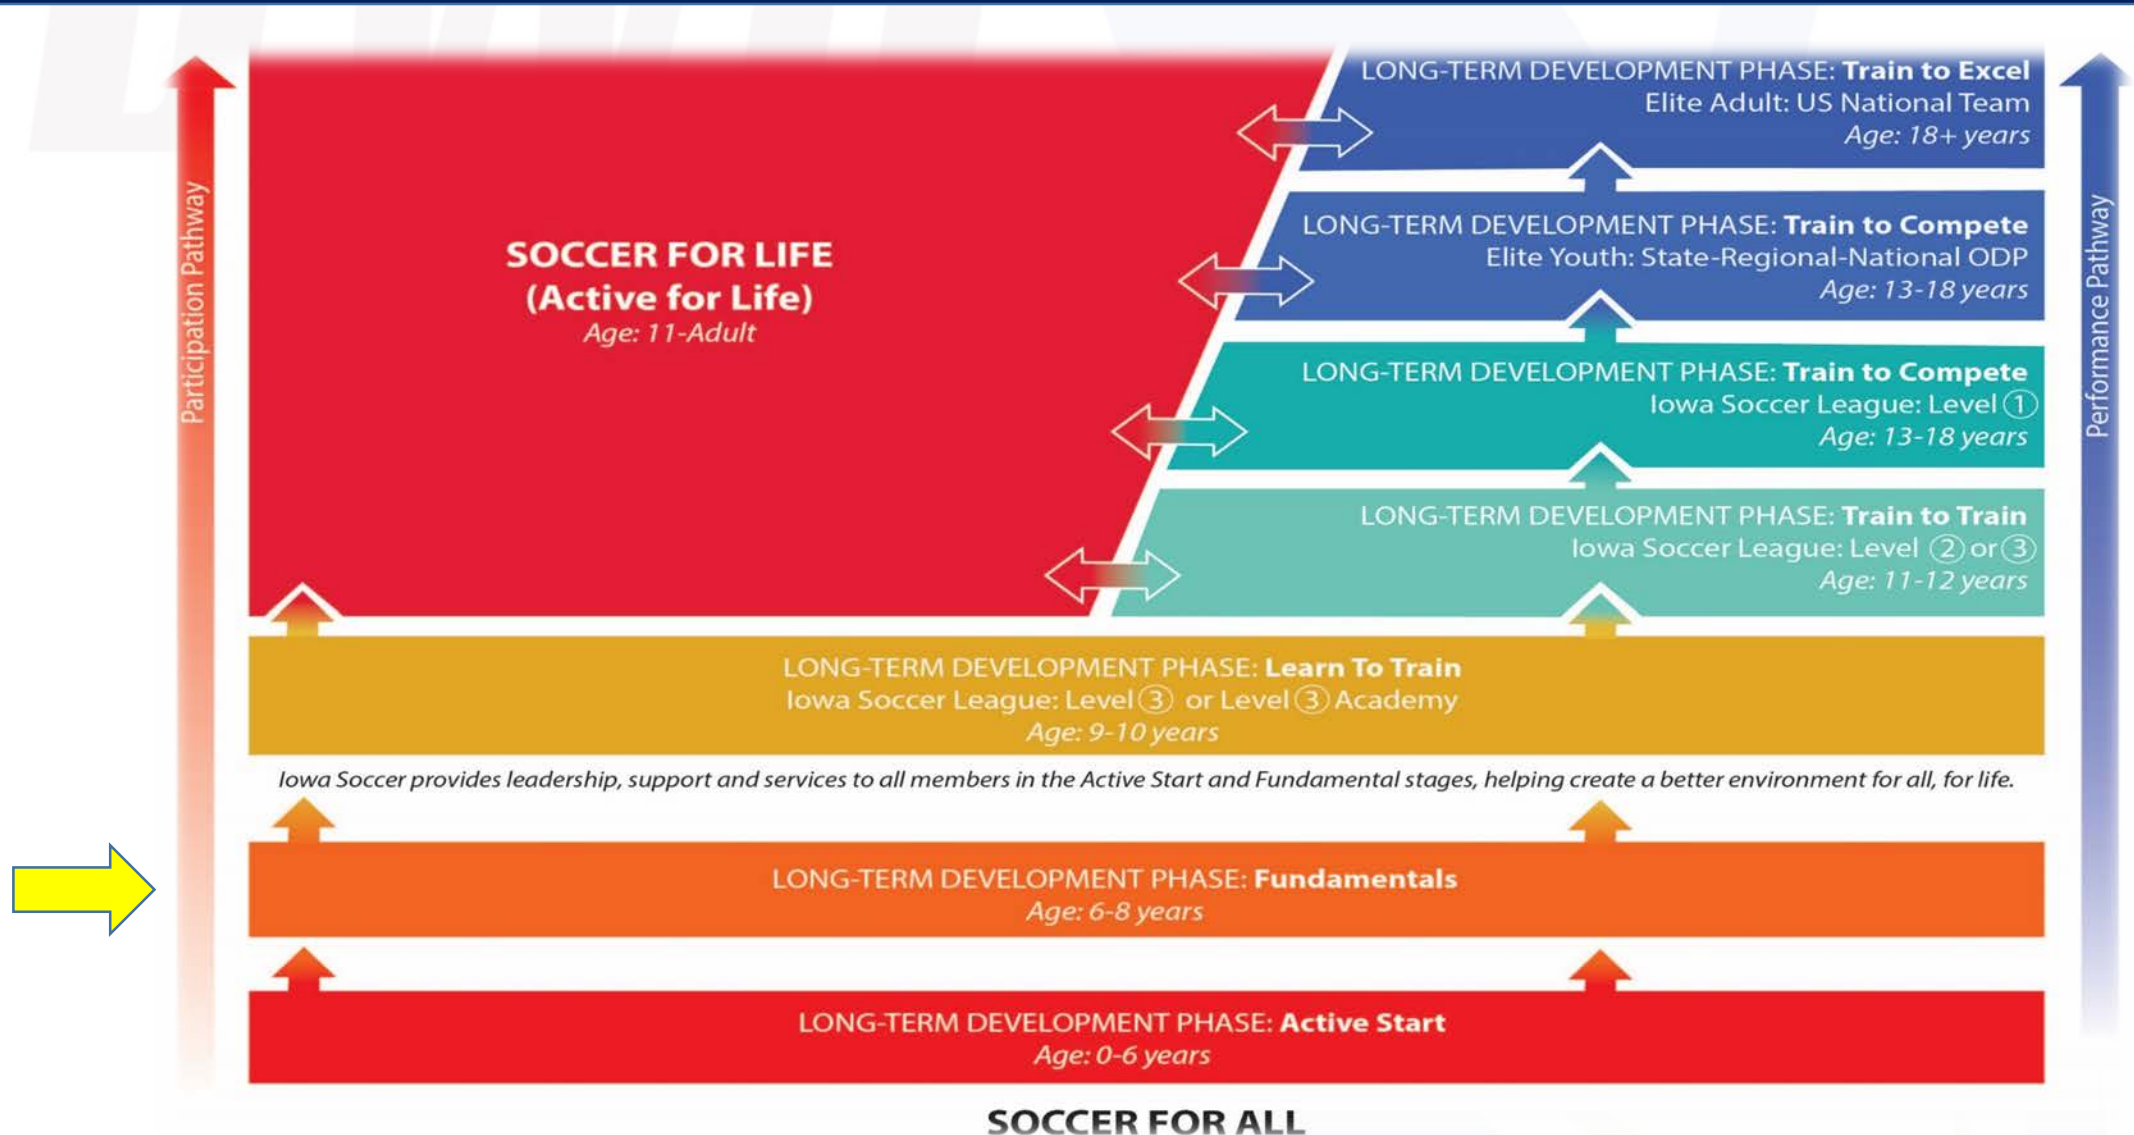 Participation Pathway
SOCCER FOR LIFE
(Active for Life)
Age: 11-Adult
LONG-TERM DEVELOPMENT PHASE: Train to Excel
Elite Adult: US National Team
Age: 18+ years
LONG-TERM DEVELOPMENT PHASE: Train to Compete
Elite Youth: State-Regional-National ODP
Age: 13-18 years
LONG-TERM DEVELOPMENT PHASE: Train to Compete
Iowa Soccer League: Level ①
Age: 13-18 years
LONG-TERM DEVELOPMENT PHASE: Train to Train
Iowa Soccer League: Level ② or ③
Age: 11-12 years
Performance Pathway
LONG-TERM DEVELOPMENT PHASE: Learn To Train
Iowa Soccer League: Level ③ or Level ③ Academy
Age: 9-10 years
Iowa Soccer provides leadership, support and services to all members in the Active Start and Fundamental stages, helping create a better environment for all, for life.
LONG-TERM DEVELOPMENT PHASE: Fundamentals
Age: 6-8 years
LONG-TERM DEVELOPMENT PHASE: Active Start
Age: 0-6 years
SOCCER FOR ALL